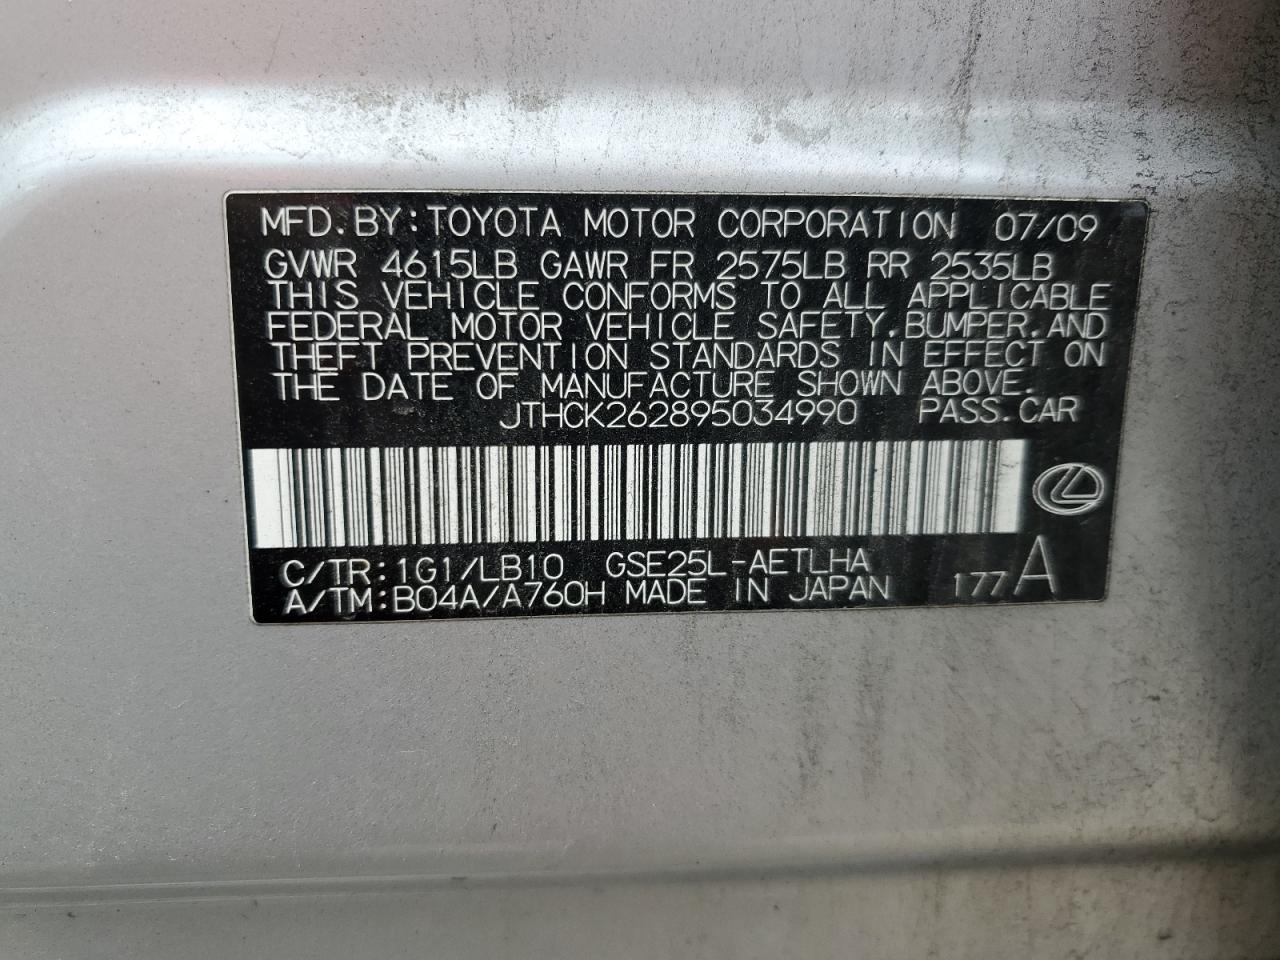 MFD. BY: TOYOTA MOTOR CORPORATION 07/09
GVWR 4615LB GAWR FR 2575LB RR 2535LB
THIS VEHICLE CONFORMS TO ALL APPLICABLE
FEDERAL MOTOR VEHICLE SAFETY, BUMPER, AND
THEFT PREVENTION STANDARDS IN EFFECT ON
THE DATE OF MANUFACTURE SHOWN ABOVE.
JTHCK262895034990 PASS. CAR
C/TR: 1G1/LB10 GSE25L-AETLHA
A/TM: B04A/A760H MADE IN JAPAN 177A